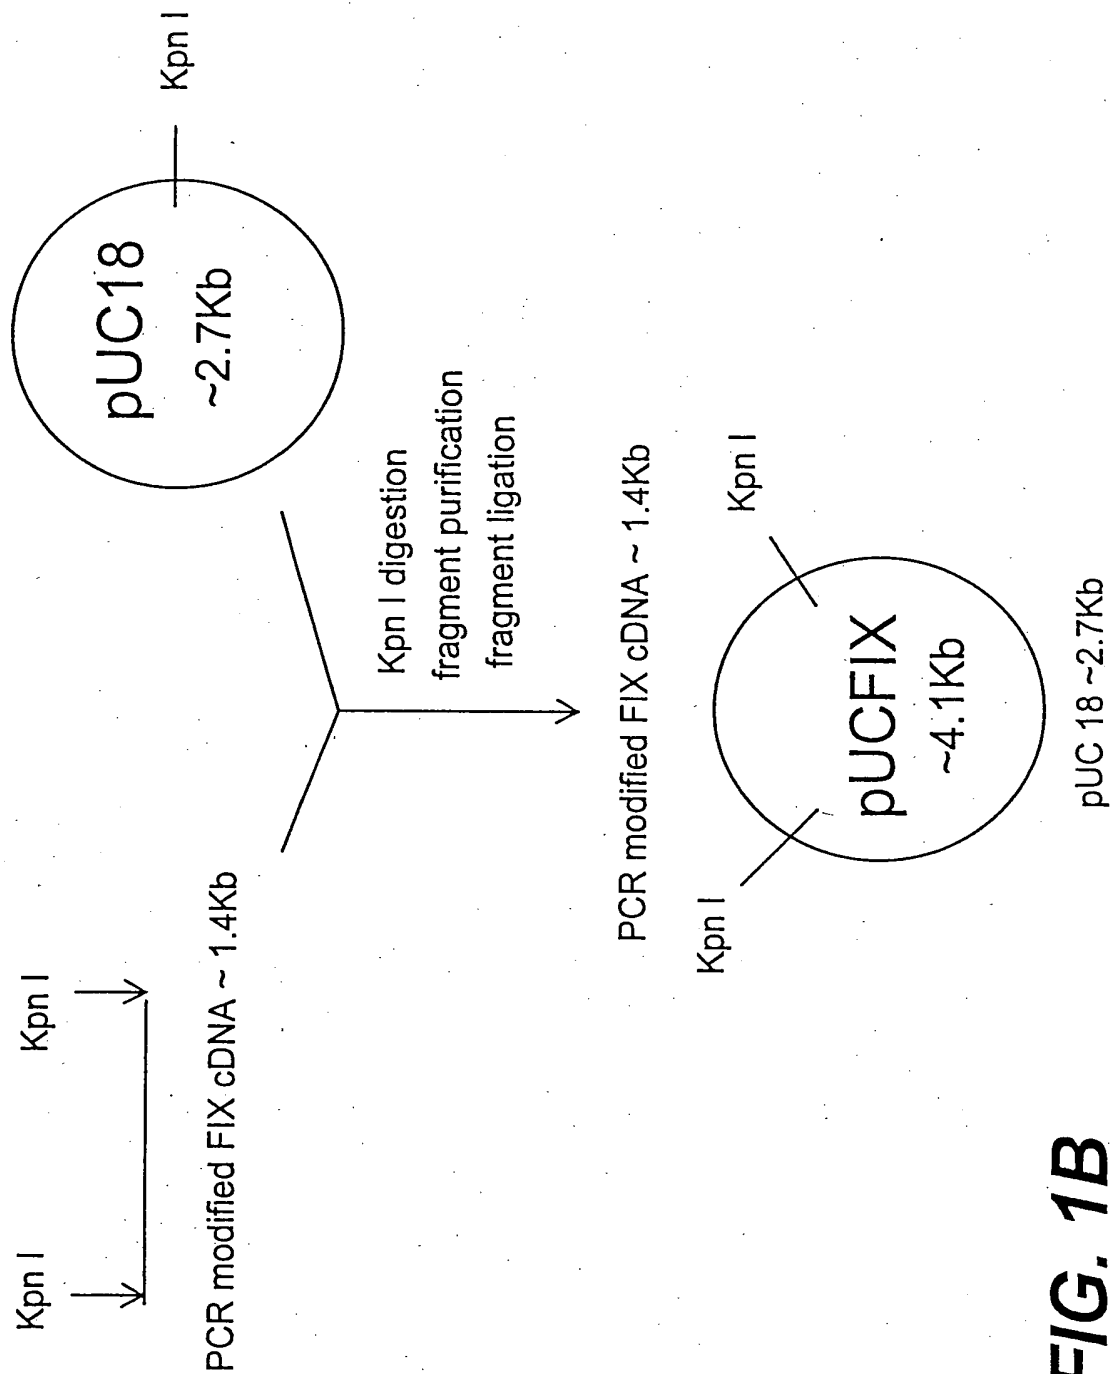 Kpn I
Kpn I
PCR modified FIX cDNA ~ 1.4Kb
Kpn I
pUC18
~2.7Kb
Kpn I digestion
fragment purification
fragment ligation
PCR modified FIX cDNA ~ 1.4Kb
Kpn I
Kpn I
pUCFIX
~4.1Kb
pUC 18 ~2.7Kb
FIG. 1B